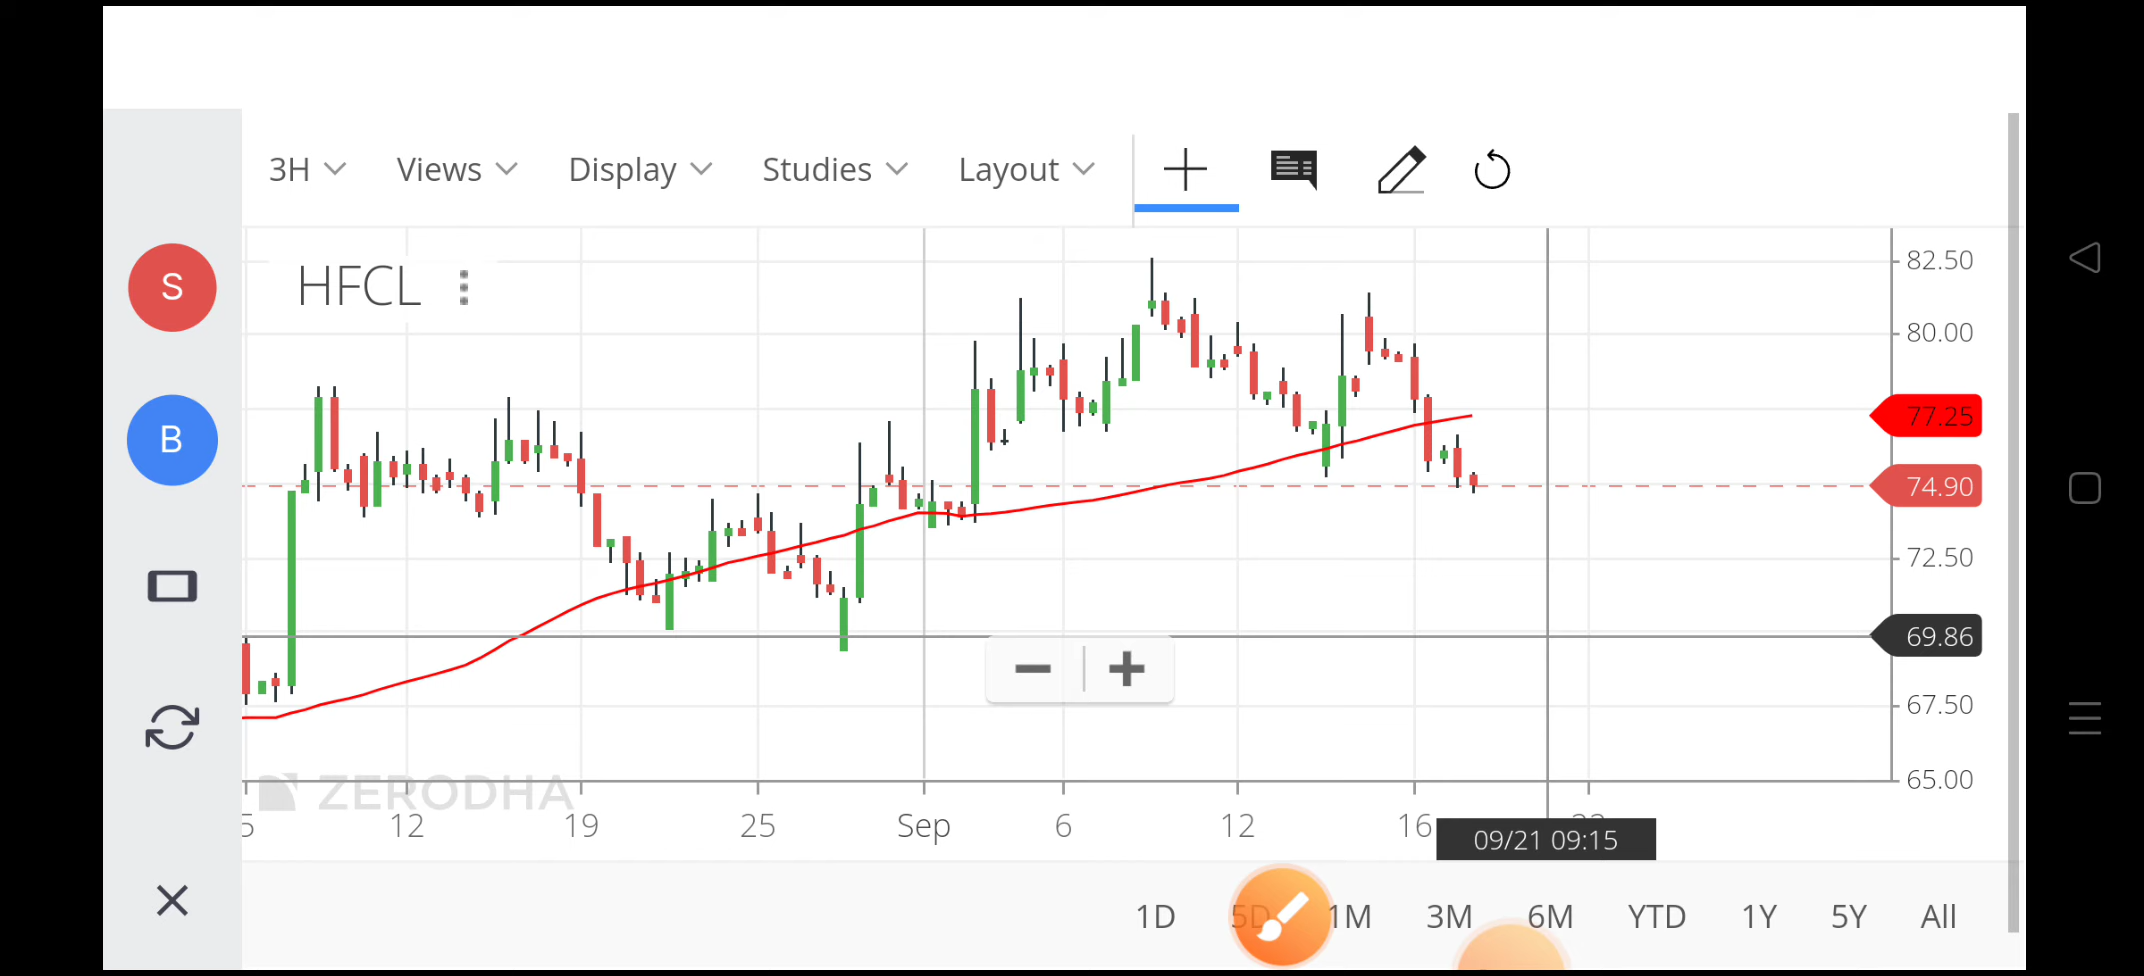 3H Views Display Studies Layout
S
HFCL
B
82.50
80.00
77.25
74.90
72.50
69.86
67.50
65.00
ZERODHA
5 12 19 25 Sep 6 12 16
09/21 09:15
1D 5D 1M 3M 6M YTD 1Y 5Y All